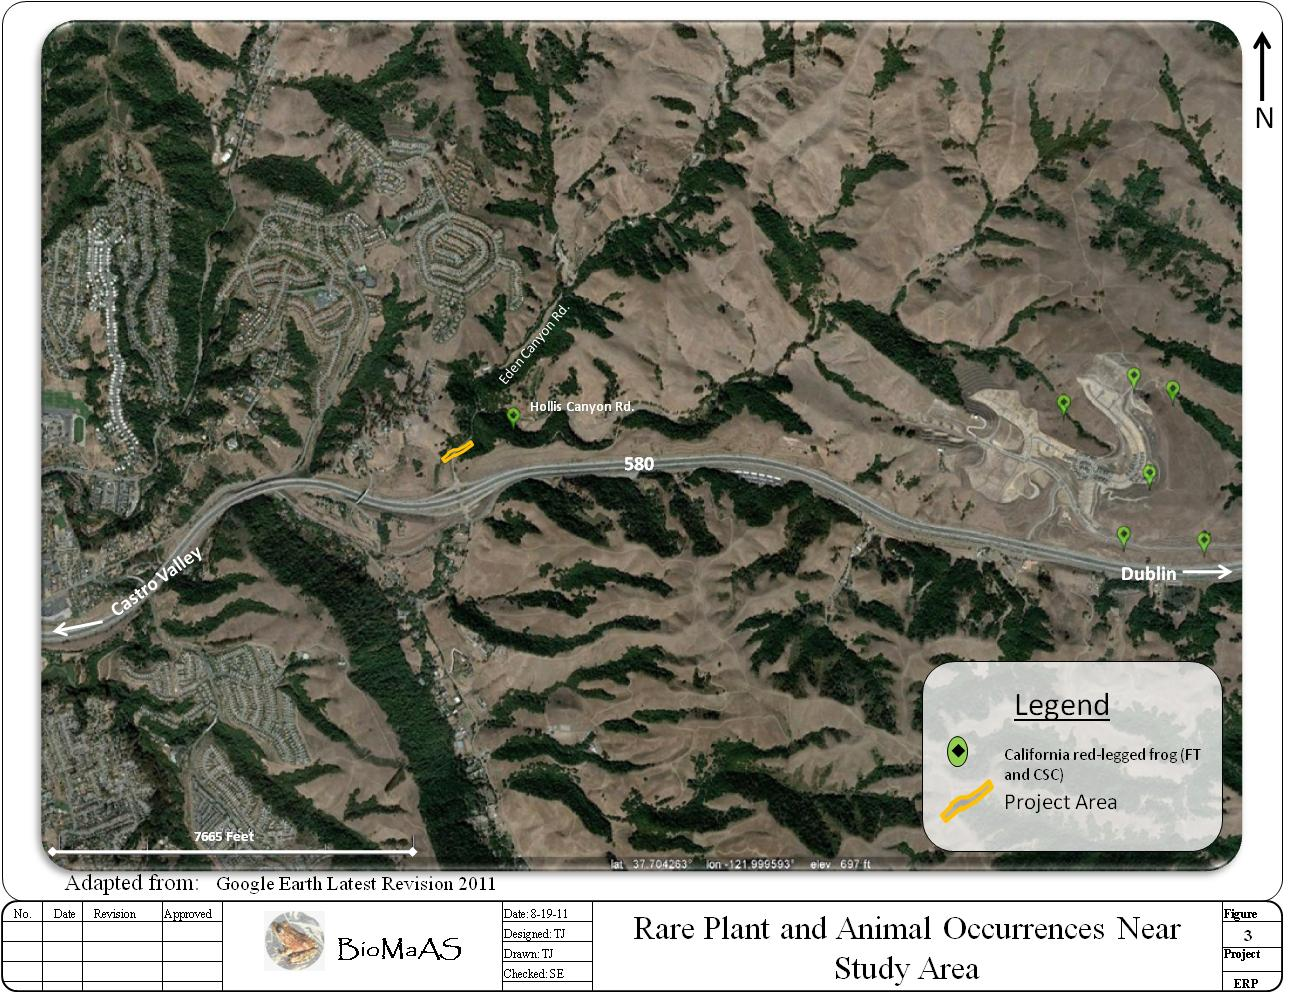 N
Eden Canyon Rd.
Hollis Canyon Rd.
580
Castro Valley
Dublin
Legend
California red-legged frog (FT
and CSC)
Project Area
7665 Feet
lat 37.704263° lon -121.999593° elev 697 ft
Adapted from: Google Earth Latest Revision 2011
No. Date Revision Approved
BioMaAS
Date: 8-19-11
Designed: TJ
Drawn: TJ
Checked: SE
Rare Plant and Animal Occurrences Near
Study Area
Figure
3
Project
ERP